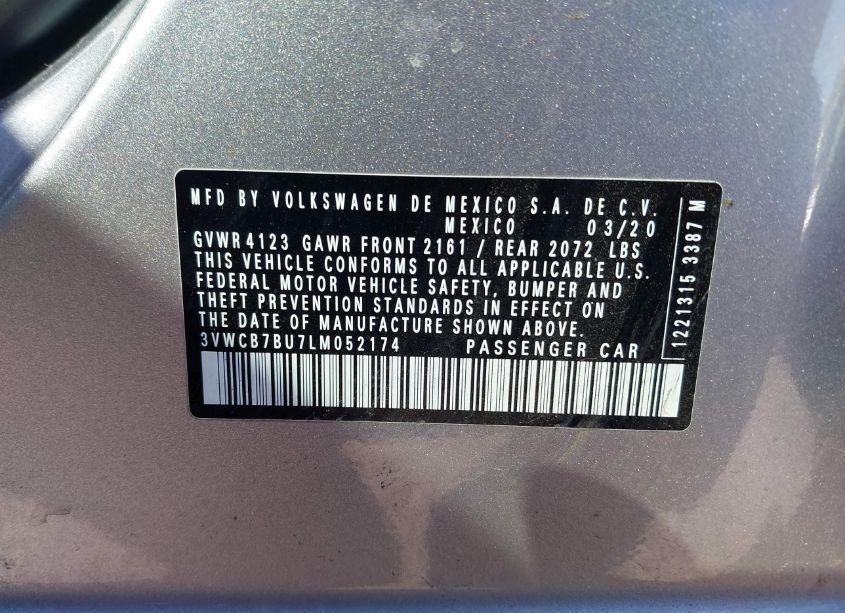 MFD BY VOLKSWAGEN DE MEXICO S.A. DE C.V.
MEXICO 03/20
GVWR 4123 GAWR FRONT 2161 / REAR 2072 LBS
THIS VEHICLE CONFORMS TO ALL APPLICABLE U.S.
FEDERAL MOTOR VEHICLE SAFETY, BUMPER AND
THEFT PREVENTION STANDARDS IN EFFECT ON
THE DATE OF MANUFACTURE SHOWN ABOVE.
3VWCB7BU7LM052174 PASSENGER CAR
1221315 3387 M